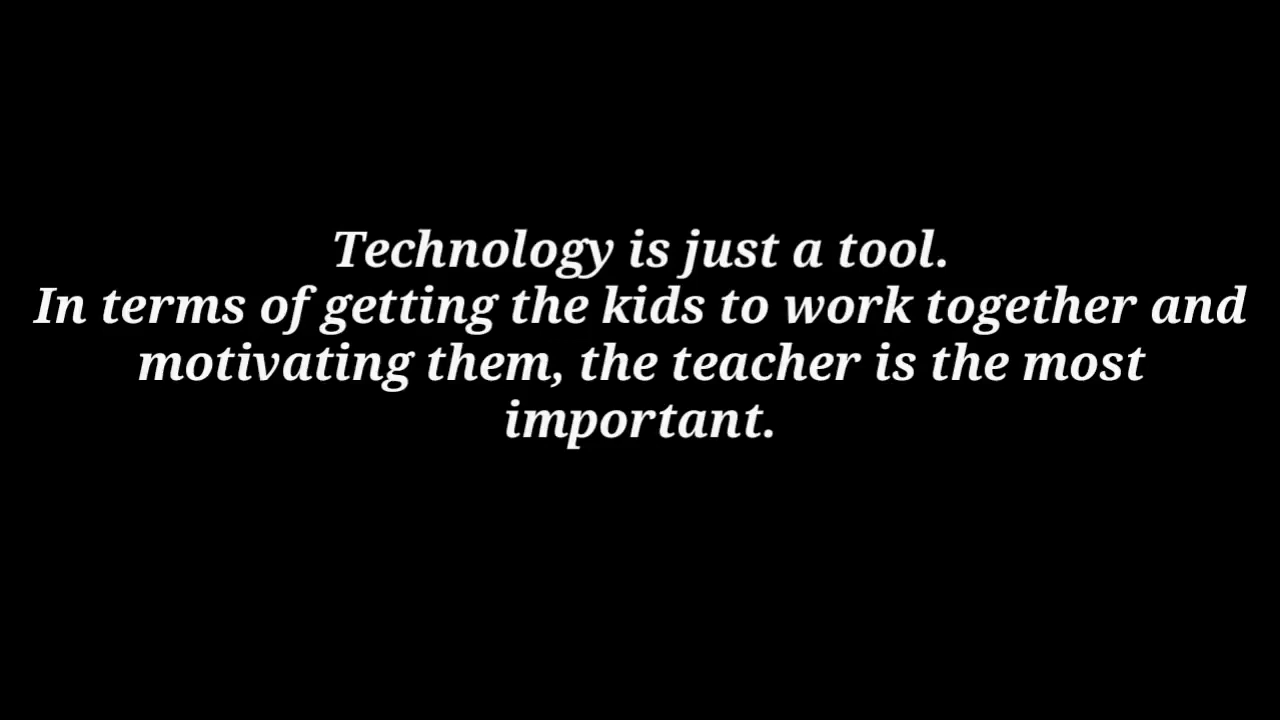 Technology is just a tool.
In terms of getting the kids to work together and
motivating them, the teacher is the most
important.